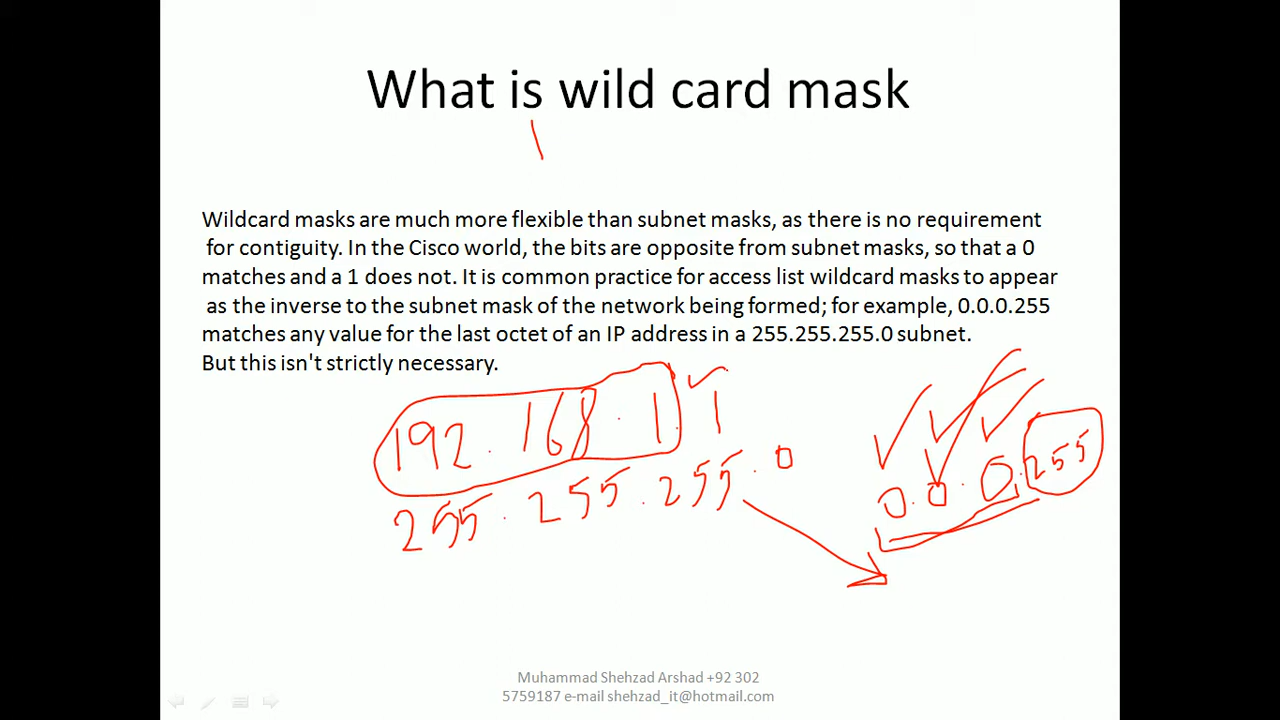 What is wild card mask
Wildcard masks are much more flexible than subnet masks, as there is no requirement
for contiguity. In the Cisco world, the bits are opposite from subnet masks, so that a 0
matches and a 1 does not. It is common practice for access list wildcard masks to appear
as the inverse to the subnet mask of the network being formed; for example, 0.0.0.255
matches any value for the last octet of an IP address in a 255.255.255.0 subnet.
But this isn't strictly necessary.
192.168.1 1
255.255.255.0
0.0.0.255
Muhammad Shehzad Arshad +92 302
5759187 e-mail shehzad_it@hotmail.com